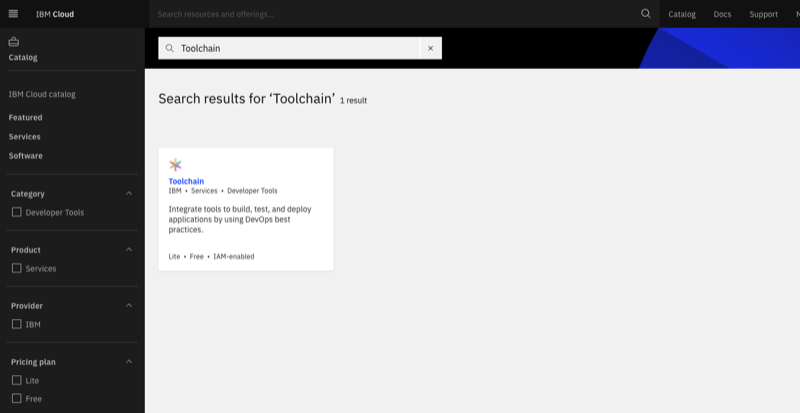 IBM Cloud
Search resources and offerings...
Catalog
Docs
Support
Catalog
IBM Cloud catalog
Featured
Services
Software
Category
Developer Tools
Product
Services
Provider
IBM
Pricing plan
Lite
Free
Toolchain
Search results for ‘Toolchain’ 1 result
Toolchain
IBM • Services • Developer Tools
Integrate tools to build, test, and deploy
applications by using DevOps best
practices.
Lite • Free • IAM-enabled